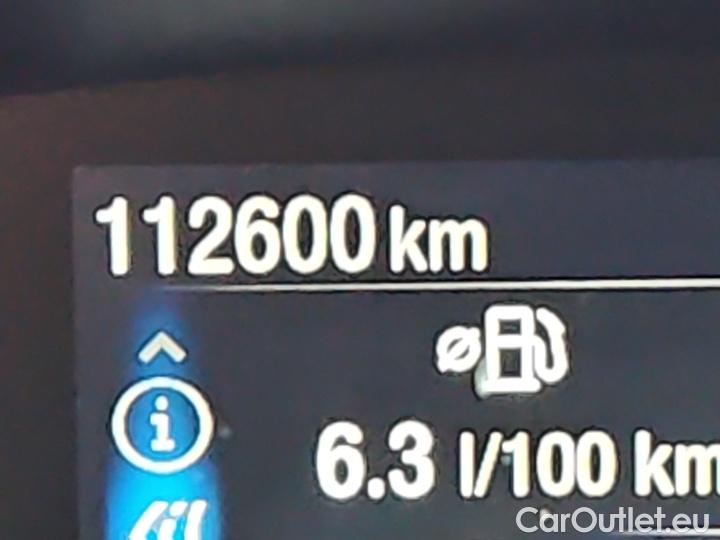 112600 km
ø
6.3 l/100 km
CarOutlet.eu